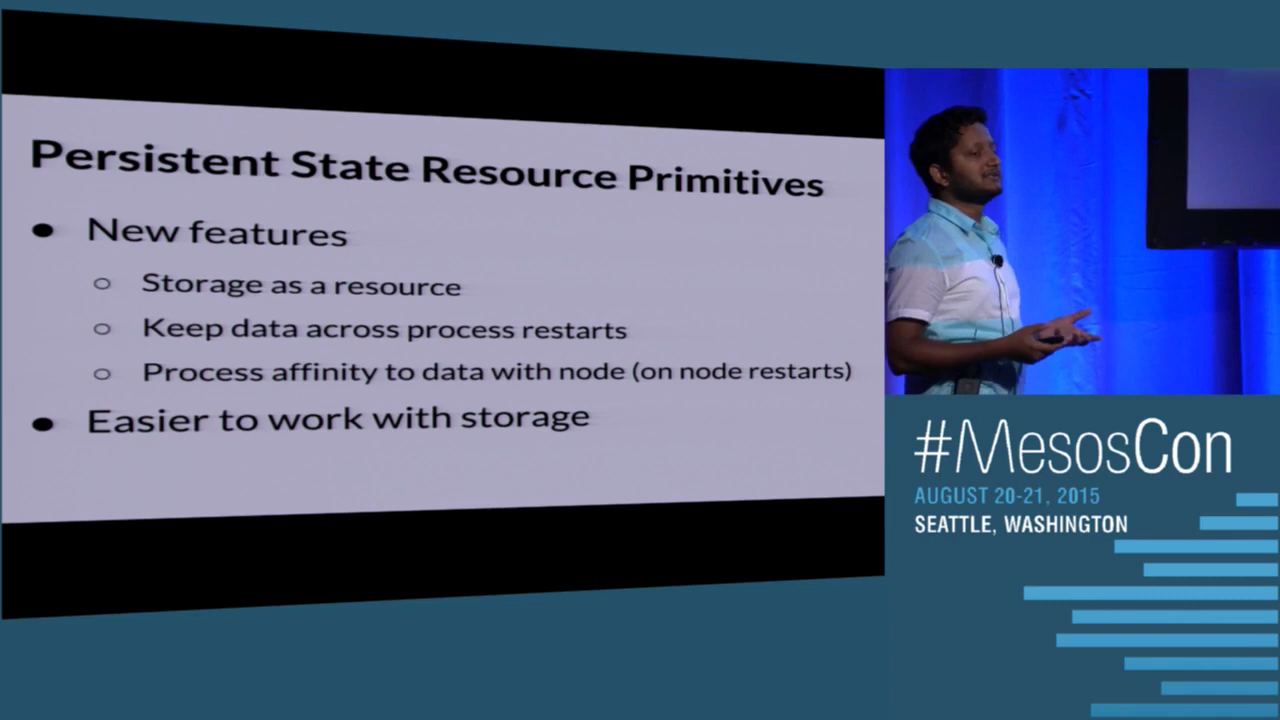 Persistent State Resource Primitives
● New features
○ Storage as a resource
○ Keep data across process restarts
○ Process affinity to data with node (on node restarts)
● Easier to work with storage
#MesosCon
AUGUST 20-21, 2015
SEATTLE, WASHINGTON